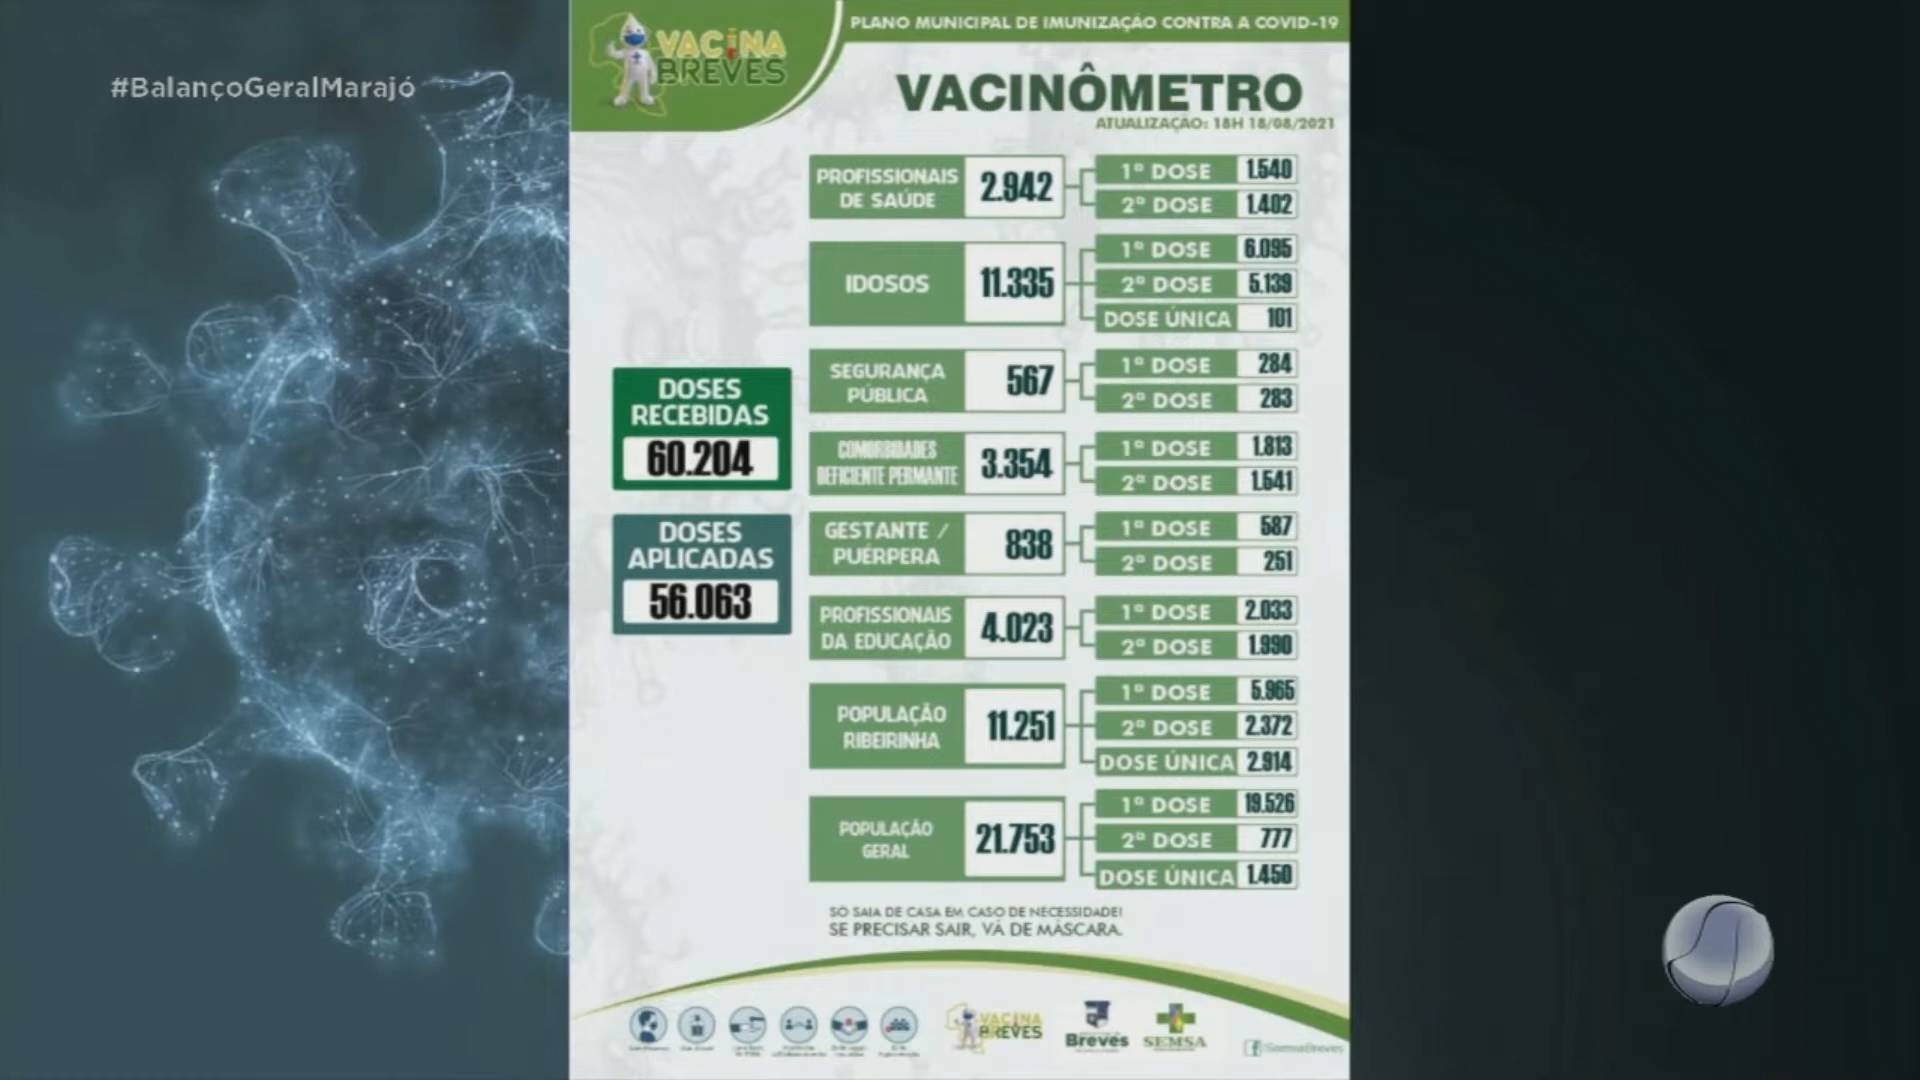 #BalançoGeralMarajó
VACINA
BREVES
PLANO MUNICIPAL DE IMUNIZAÇÃO CONTRA A COVID-19
VACINÔMETRO
ATUALIZAÇÃO: 18H 18/08/2021
DOSES
RECEBIDAS
60.204
DOSES
APLICADAS
56.063
PROFISSIONAIS
DE SAÚDE
2.942
1ª DOSE 1.540
2ª DOSE 1.402
IDOSOS
11.335
1ª DOSE 6.095
2ª DOSE 5.139
DOSE ÚNICA 101
SEGURANÇA
PÚBLICA
567
1ª DOSE 284
2ª DOSE 283
COMORBIDADES
DEFICIENTE PERMANTE
3.354
1ª DOSE 1.813
2ª DOSE 1.541
GESTANTE /
PUÉRPERA
838
1ª DOSE 587
2ª DOSE 251
PROFISSIONAIS
DA EDUCAÇÃO
4.023
1ª DOSE 2.033
2ª DOSE 1.990
POPULAÇÃO
RIBEIRINHA
11.251
1ª DOSE 5.965
2ª DOSE 2.372
DOSE ÚNICA 2.914
POPULAÇÃO
GERAL
21.753
1ª DOSE 19.526
2ª DOSE 777
DOSE ÚNICA 1.450
SÓ SAIA DE CASA EM CASO DE NECESSIDADE!
SE PRECISAR SAIR, VÁ DE MÁSCARA.
VACINA
BREVES
Breves
SEMSA
/SemsaBreves